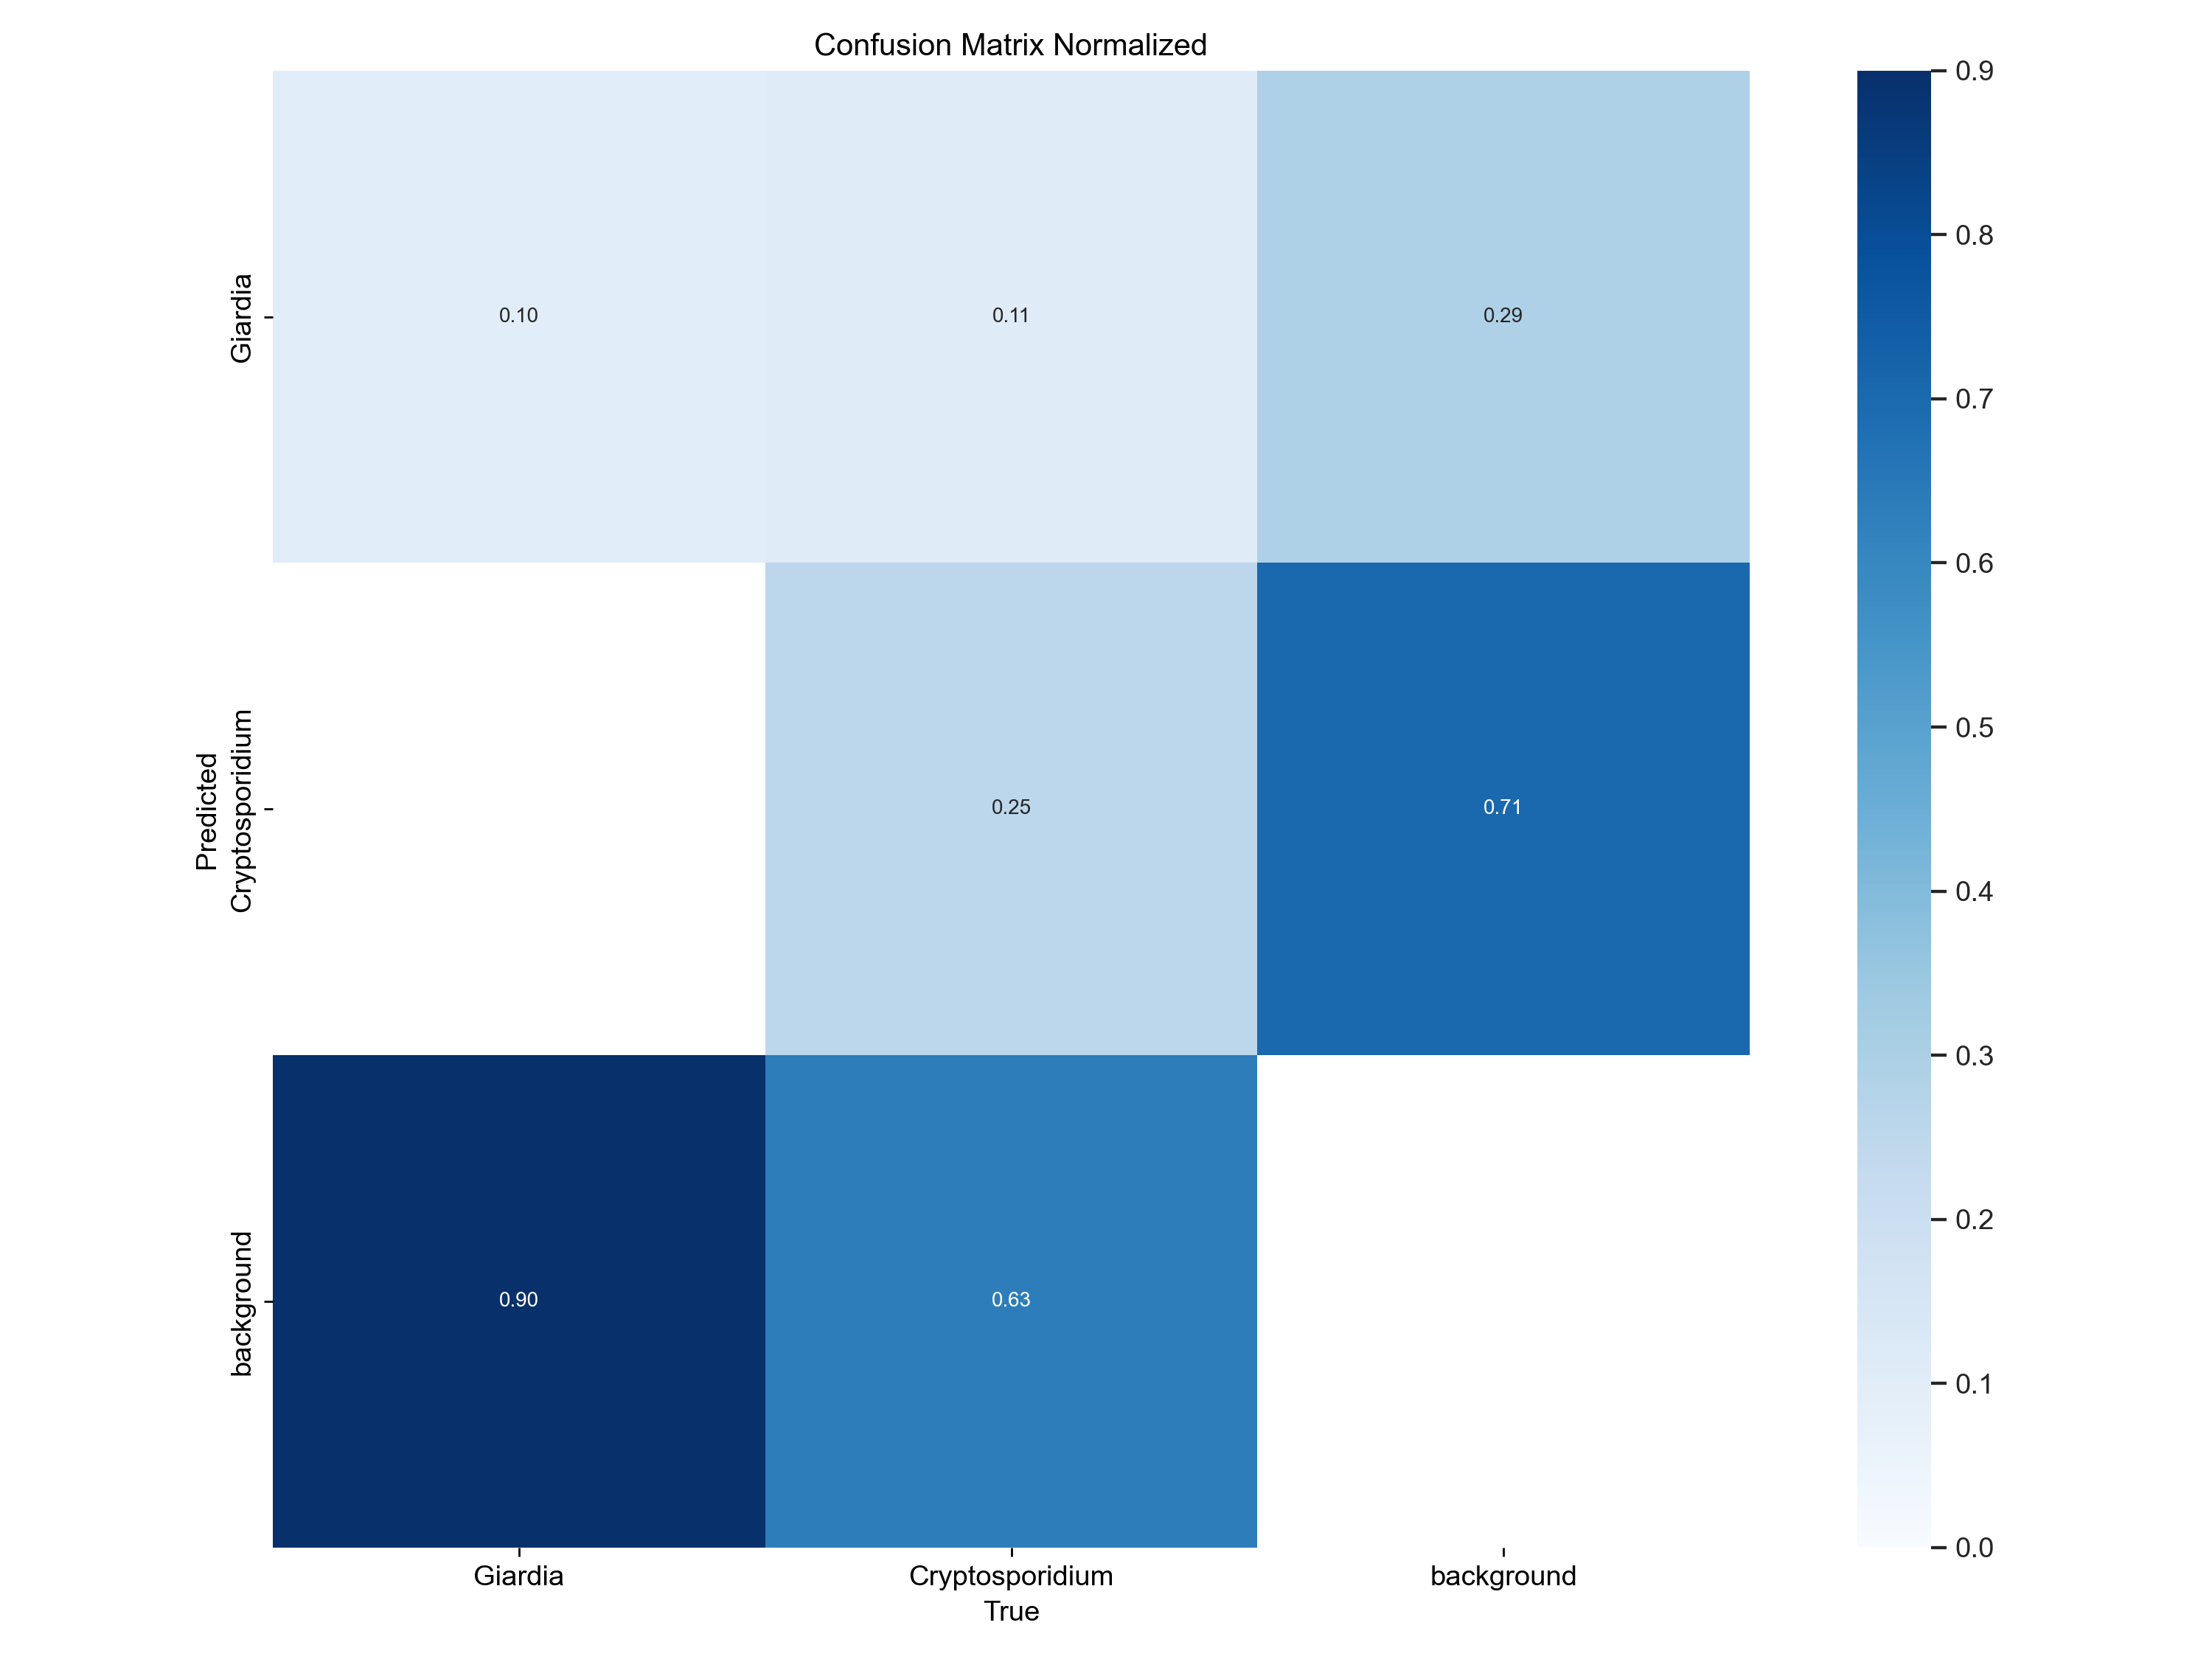 Confusion Matrix Normalized
Giardia
0.10
0.11
0.29
Predicted
Cryptosporidium
0.25
0.71
background
0.90
0.63
Giardia
Cryptosporidium
background
True
0.9
0.8
0.7
0.6
0.5
0.4
0.3
0.2
0.1
0.0